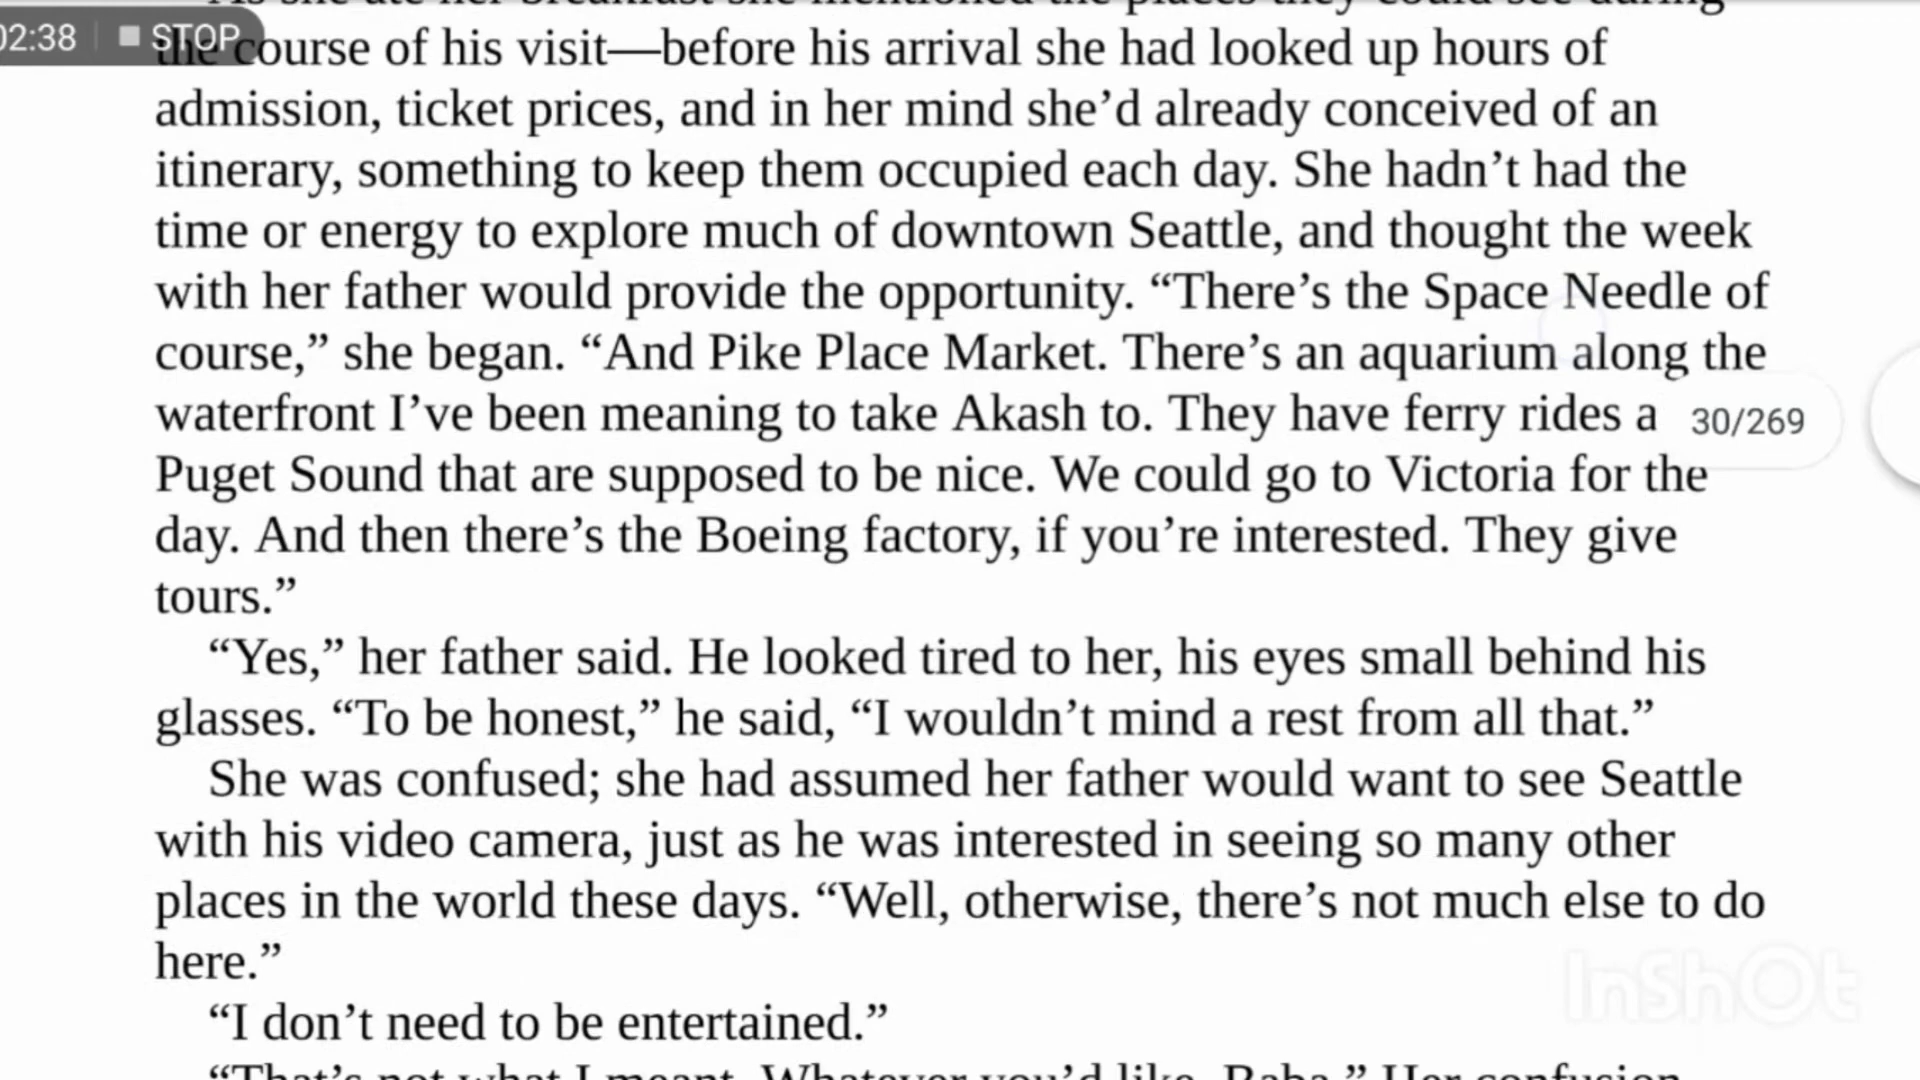 As she ate her breakfast she mentioned the places they could see during
02:38 STOP
the course of his visit—before his arrival she had looked up hours of
admission, ticket prices, and in her mind she’d already conceived of an
itinerary, something to keep them occupied each day. She hadn’t had the
time or energy to explore much of downtown Seattle, and thought the week
with her father would provide the opportunity. “There’s the Space Needle of
course,” she began. “And Pike Place Market. There’s an aquarium along the
waterfront I’ve been meaning to take Akash to. They have ferry rides a
30/269
Puget Sound that are supposed to be nice. We could go to Victoria for the
day. And then there’s the Boeing factory, if you’re interested. They give
tours.”
“Yes,” her father said. He looked tired to her, his eyes small behind his
glasses. “To be honest,” he said, “I wouldn’t mind a rest from all that.”
She was confused; she had assumed her father would want to see Seattle
with his video camera, just as he was interested in seeing so many other
places in the world these days. “Well, otherwise, there’s not much else to do
here.”
InShOt
“I don’t need to be entertained.”
“That’s not what I meant. Whatever you’d like, Baba.” Her confusion